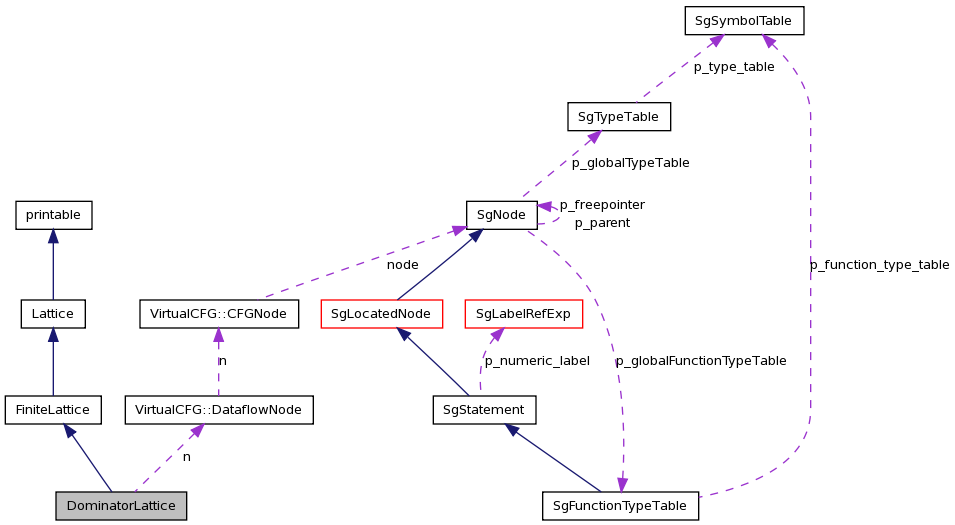 SgSymbolTable
p_type_table
SgTypeTable
p_globalTypeTable
printable
SgNode
p_freepointer
p_parent
node
p_function_type_table
Lattice
VirtualCFG::CFGNode
SgLocatedNode
SgLabelRefExp
n
p_numeric_label
p_globalFunctionTypeTable
FiniteLattice
VirtualCFG::DataflowNode
SgStatement
n
DominatorLattice
SgFunctionTypeTable